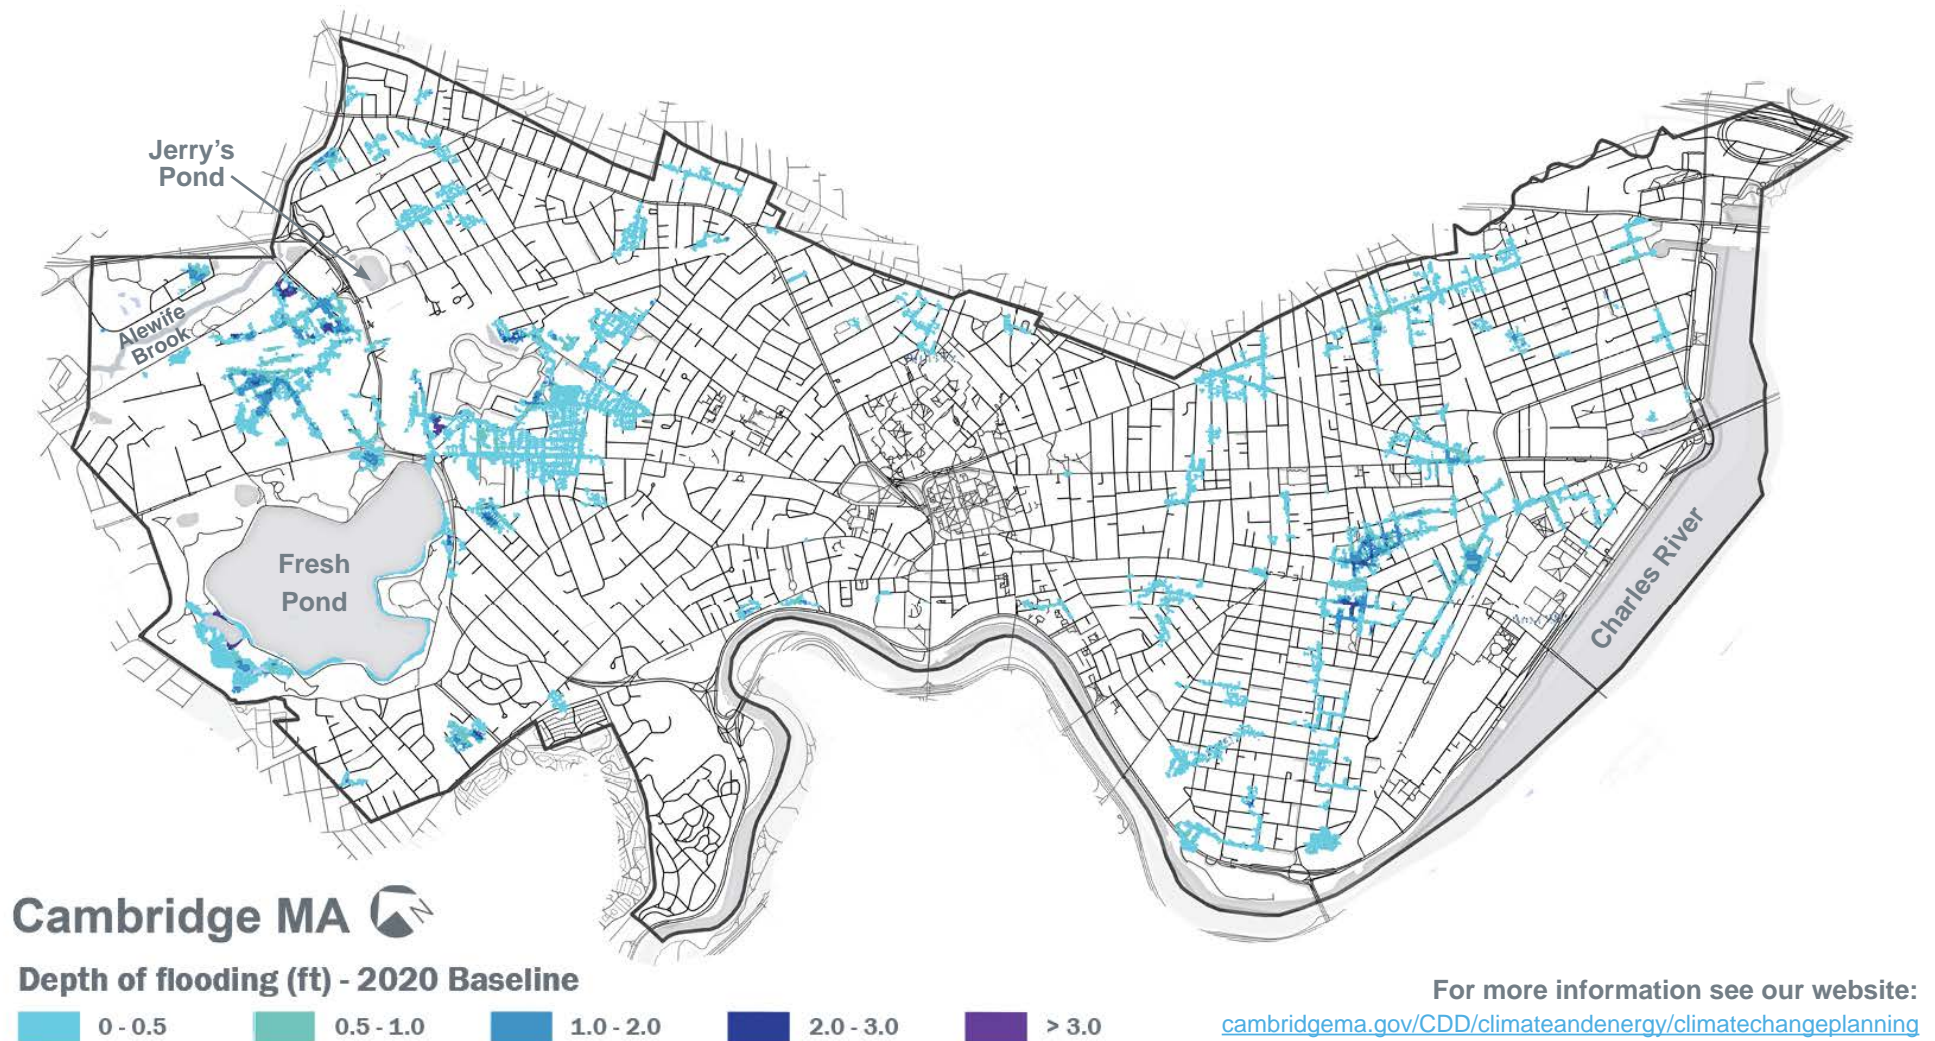 Jerry's
Pond
Alewife
Brook
Fresh
Pond
Charles River
Cambridge MA N
Depth of flooding (ft) - 2020 Baseline
0 - 0.5
0.5 - 1.0
1.0 - 2.0
2.0 - 3.0
> 3.0
For more information see our website:
cambridgema.gov/CDD/climateandenergy/climatechangeplanning